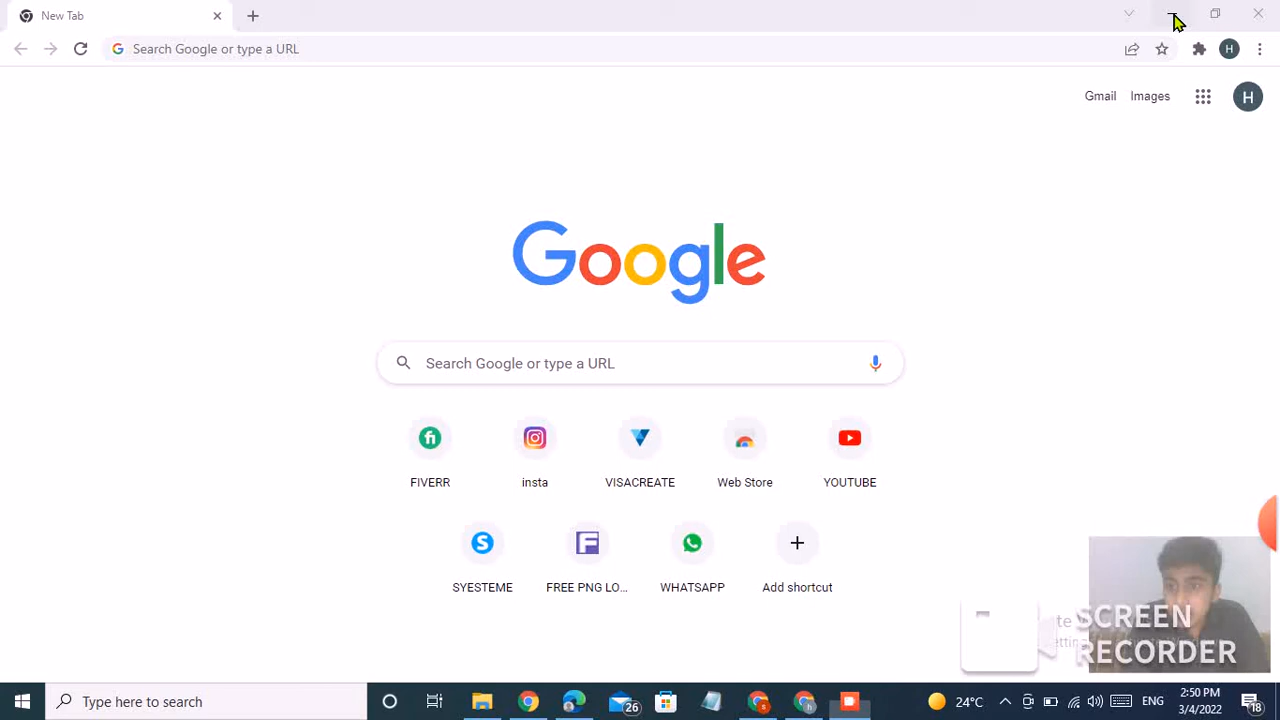 New Tab
Search Google or type a URL
H
Gmail
Images
H
Google
Search Google or type a URL
FIVERR
insta
VISACREATE
Web Store
YOUTUBE
SYESTEME
FREE PNG LO...
WHATSAPP
Add shortcut
SCREEN
RECORDER
Type here to search
26
24°C
ENG
2:50 PM
3/4/2022
18